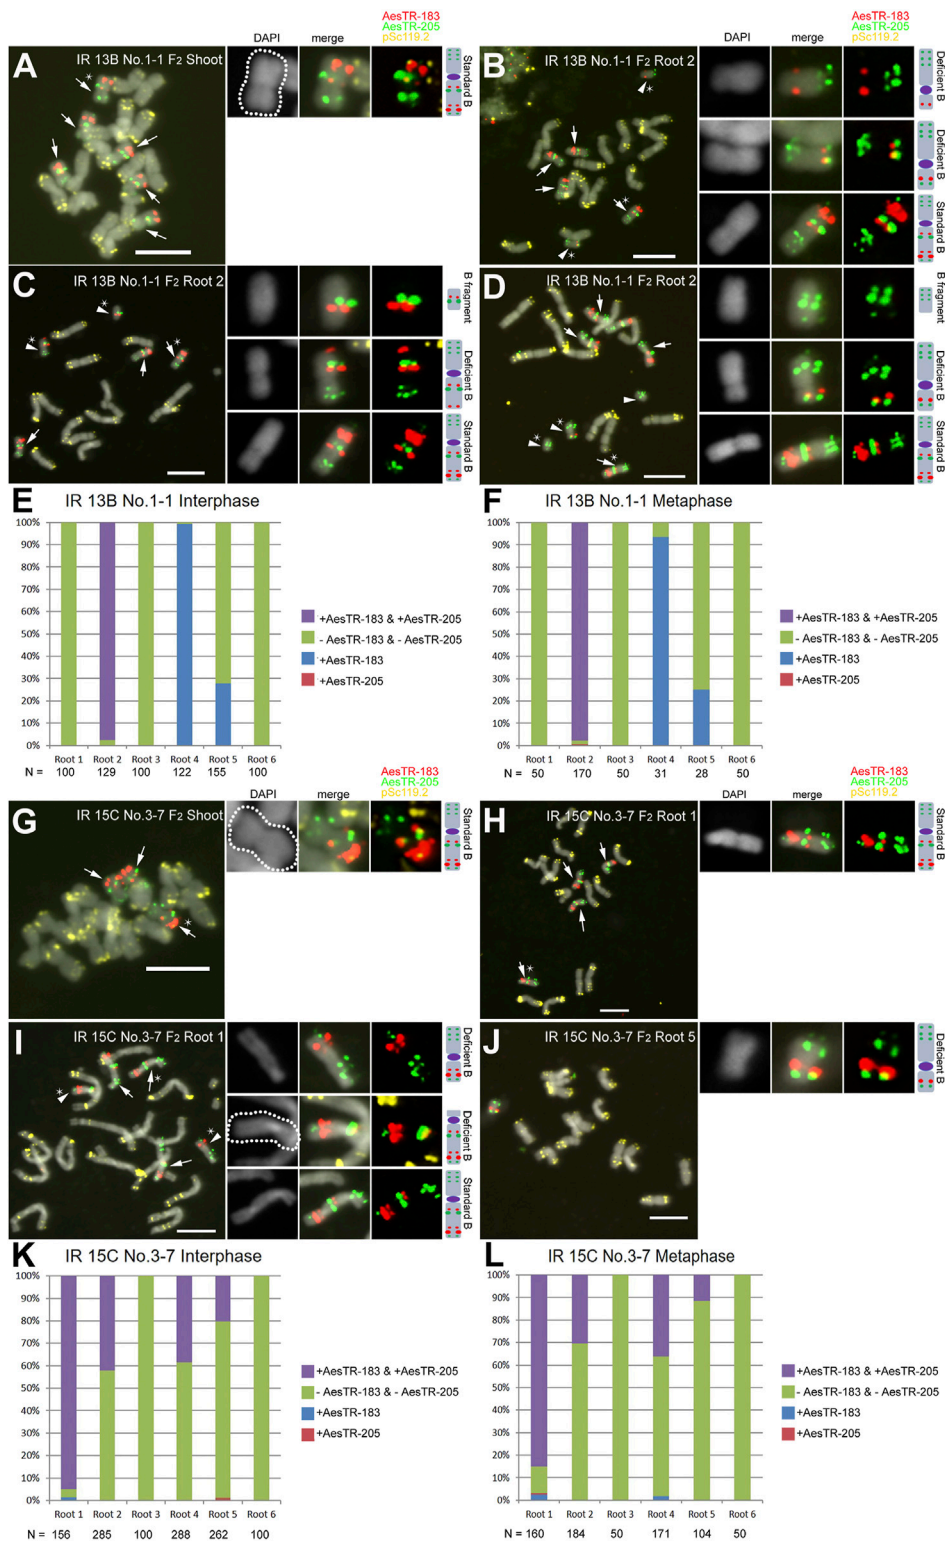 AesTR-183
AesTR-205
pSc119.2
DAPI
merge
A
IR 13B No.1-1 F2 Shoot
Standard B
AesTR-183
AesTR-205
pSc119.2
DAPI
merge
B
IR 13B No.1-1 F2 Root 2
Deficient B
Deficient B
Standard B
C
IR 13B No.1-1 F2 Root 2
B fragment
Deficient B
Standard B
D
IR 13B No.1-1 F2 Root 2
B fragment
Deficient B
Standard B
E
IR 13B No.1-1 Interphase
100%
90%
80%
70%
60%
50%
40%
30%
20%
10%
0%
Root 1 Root 2 Root 3 Root 4 Root 5 Root 6
N = 100 129 100 122 155 100
+AesTR-183 & +AesTR-205
- AesTR-183 & - AesTR-205
+AesTR-183
+AesTR-205
F
IR 13B No.1-1 Metaphase
100%
90%
80%
70%
60%
50%
40%
30%
20%
10%
0%
Root 1 Root 2 Root 3 Root 4 Root 5 Root 6
N = 50 170 50 31 28 50
+AesTR-183 & +AesTR-205
- AesTR-183 & - AesTR-205
+AesTR-183
+AesTR-205
G
IR 15C No.3-7 F2 Shoot
DAPI
merge
AesTR-183
AesTR-205
pSc119.2
Standard B
H
IR 15C No.3-7 F2 Root 1
DAPI
merge
AesTR-183
AesTR-205
pSc119.2
Standard B
I
IR 15C No.3-7 F2 Root 1
Deficient B
Deficient B
Standard B
J
IR 15C No.3-7 F2 Root 5
Deficient B
K
IR 15C No.3-7 Interphase
100%
90%
80%
70%
60%
50%
40%
30%
20%
10%
0%
Root 1 Root 2 Root 3 Root 4 Root 5 Root 6
N = 156 285 100 288 262 100
+AesTR-183 & +AesTR-205
- AesTR-183 & - AesTR-205
+AesTR-183
+AesTR-205
L
IR 15C No.3-7 Metaphase
100%
90%
80%
70%
60%
50%
40%
30%
20%
10%
0%
Root 1 Root 2 Root 3 Root 4 Root 5 Root 6
N = 160 184 50 171 104 50
+AesTR-183 & +AesTR-205
- AesTR-183 & - AesTR-205
+AesTR-183
+AesTR-205